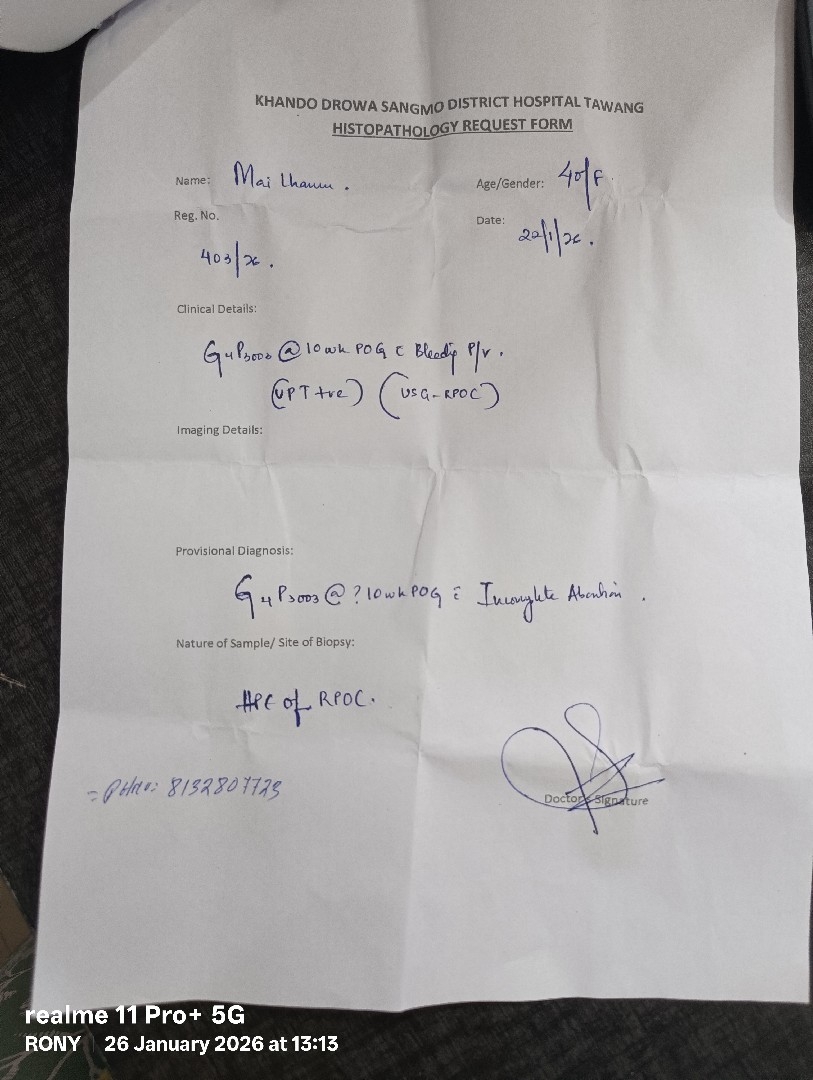 KHANDO DROWA SANGMO DISTRICT HOSPITAL TAWANG
HISTOPATHOLOGY REQUEST FORM
Name: Mai Lhamu .
Age/Gender: 40/F
Reg. No.
403/26 .
Date:
22/1/26 .
Clinical Details:
G4P3003 @ 10wk POG c̄ Bleeding P/v .
(UPT +ve) (USG - RPOC)
Imaging Details:
Provisional Diagnosis:
G4P3003 @ ? 10wk POG c̄ Incomplete Abortion .
Nature of Sample/ Site of Biopsy:
HPE of RPOC .
Doctor's Signature
= Ph no: 8132807723
realme 11 Pro+ 5G
RONY 26 January 2026 at 13:13